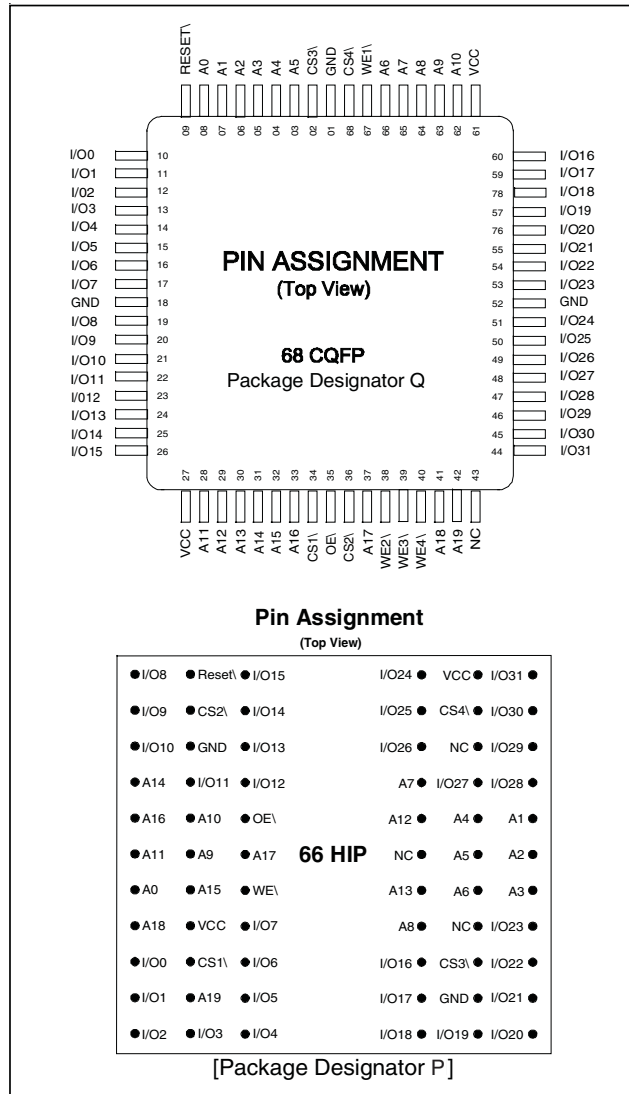 RESET\ A0 A1 A2 A3 A4 A5 CS3\ GND CS4\ WE1\ A6 A7 A8 A9 A10 VCC
09 08 07 06 05 04 03 02 01 68 67 66 65 64 63 62 61
I/O0 10 60 I/O16
I/O1 11 59 I/O17
I/02 12 78 I/O18
I/O3 13 57 I/O19
I/O4 14 76 I/O20
I/O5 15 55 I/O21
I/O6 16 54 I/O22
I/O7 17 53 I/O23
GND 18 52 GND
I/O8 19 51 I/O24
I/O9 20 50 I/O25
I/O10 21 49 I/O26
I/O11 22 48 I/O27
I/012 23 47 I/O28
I/O13 24 46 I/O29
I/O14 25 45 I/O30
I/O15 26 44 I/O31
PIN ASSIGNMENT
(Top View)
68 CQFP
Package Designator Q
27 28 29 30 31 32 33 34 35 36 37 38 39 40 41 42 43
VCC A11 A12 A13 A14 A15 A16 CS1\ OE\ CS2\ A17 WE2\ WE3\ WE4\ A18 A19 NC
Pin Assignment
(Top View)
I/O8 Reset\ I/O15 I/O24 VCC I/O31
I/O9 CS2\ I/O14 I/O25 CS4\ I/O30
I/O10 GND I/O13 I/O26 NC I/O29
A14 I/O11 I/O12 A7 I/O27 I/O28
A16 A10 OE\ A12 A4 A1
A11 A9 A17 66 HIP NC A5 A2
A0 A15 WE\ A13 A6 A3
A18 VCC I/O7 A8 NC I/O23
I/O0 CS1\ I/O6 I/O16 CS3\ I/O22
I/O1 A19 I/O5 I/O17 GND I/O21
I/O2 I/O3 I/O4 I/O18 I/O19 I/O20
[Package Designator P]